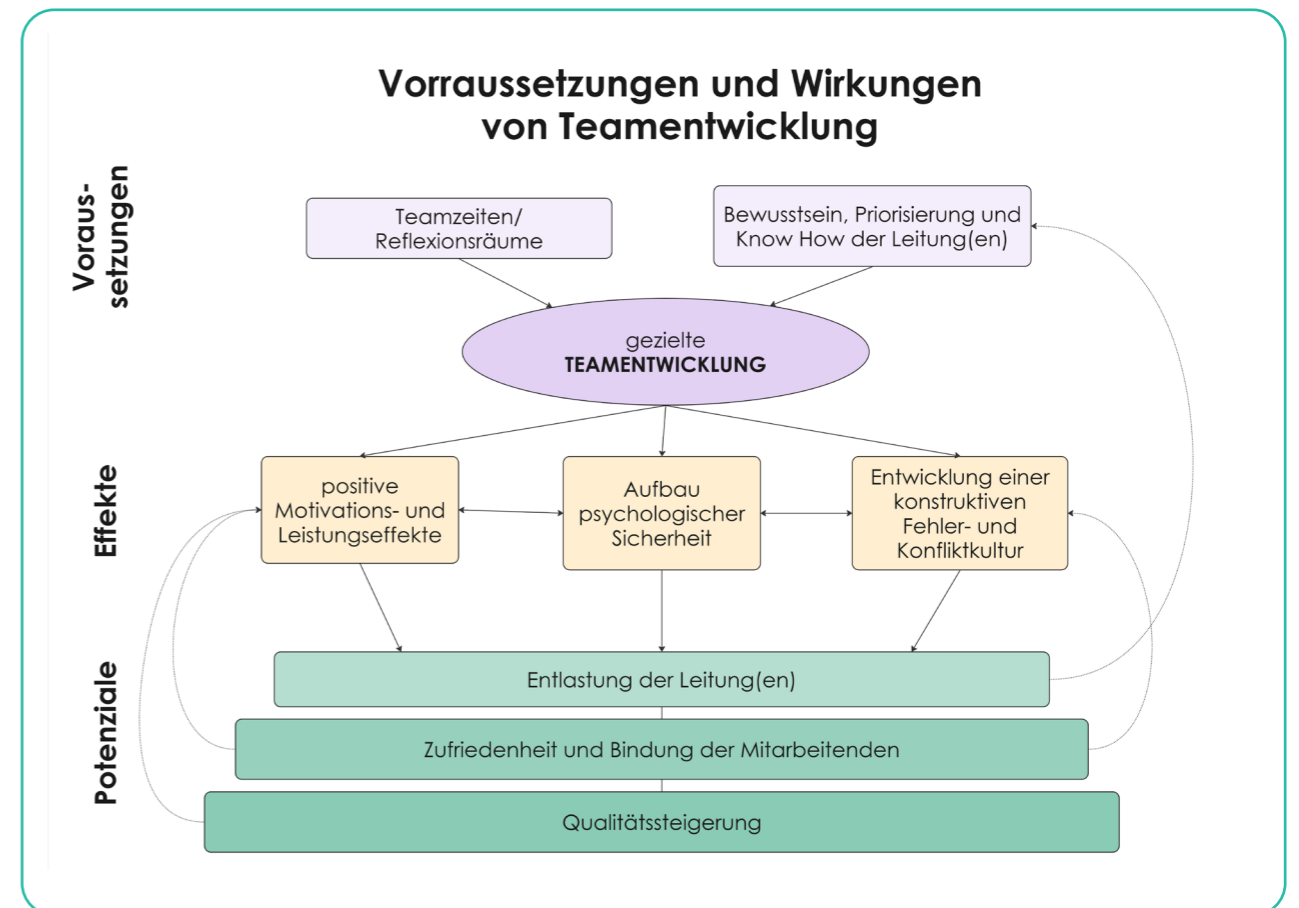 Vorraussetzungen und Wirkungen
von Teamentwicklung
Voraus-
setzungen
Teamzeiten/
Reflexionsräume
Bewusstsein, Priorisierung und
Know How der Leitung(en)
gezielte
TEAMENTWICKLUNG
Effekte
positive
Motivations- und
Leistungseffekte
Aufbau
psychologischer
Sicherheit
Entwicklung einer
konstruktiven
Fehler- und
Konfliktkultur
Potenziale
Entlastung der Leitung(en)
Zufriedenheit und Bindung der Mitarbeitenden
Qualitätssteigerung